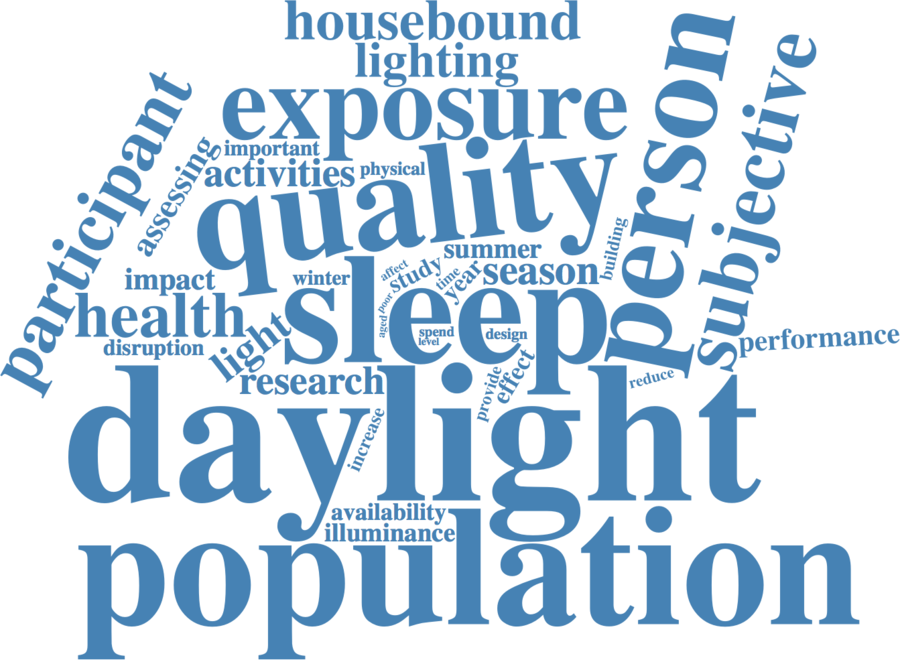 housebound
lighting
exposure
person
subjective
participant
assessing
important
activities
physical
quality
summer
building
impact
winter
affect
study
time
year
season
health
sleep
poor
aged
spend
level
design
disruption
light
performance
research
provide
effect
reduce
daylight
increase
availability
illuminance
population